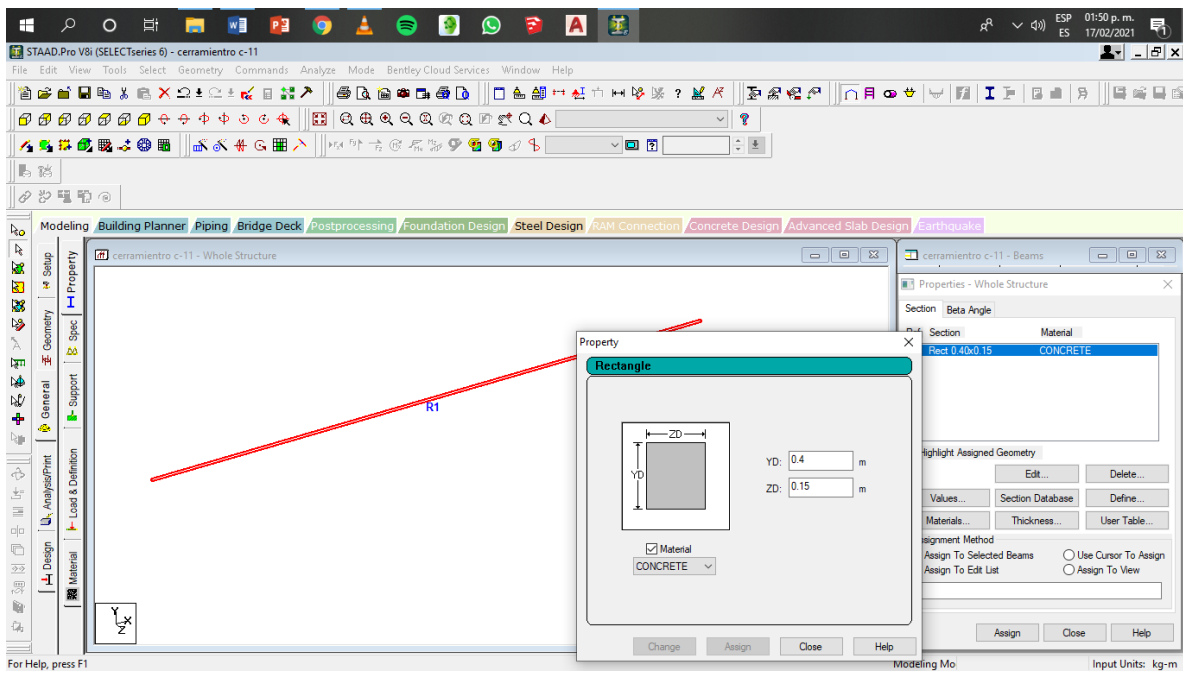 ESP
01:50 p. m.
ES
17/02/2021
STAAD.Pro V8i (SELECTseries 6) - cerramiento c-11
File Edit View Tools Select Geometry Commands Analyze Mode Bentley Cloud Services Window Help
Modeling Building Planner Piping Bridge Deck Postprocessing Foundation Design Steel Design RAM Connection Concrete Design Advanced Slab Design Earthquake
Setup
Geometry
General
Analysis/Print
Design
Property
Spec
Support
Load & Definition
Material
cerramientro c-11 - Whole Structure
R1
Y
X
Z
cerramientro c-11 - Beams
Properties - Whole Structure
Section Beta Angle
Ref Section Material
Rect 0.40x0.15 CONCRETE
Highlight Assigned Geometry
Edit... Delete...
Values... Section Database Define...
Materials... Thickness... User Table...
Assign To Selected Beams Use Cursor To Assign
Assign To Edit List Assign To View
Assign Close Help
Property
Rectangle
ZD
YD
YD: 0.4 m
ZD: 0.15 m
Material
CONCRETE
Change Assign Close Help
For Help, press F1
Modeling Mo
Input Units: kg-m